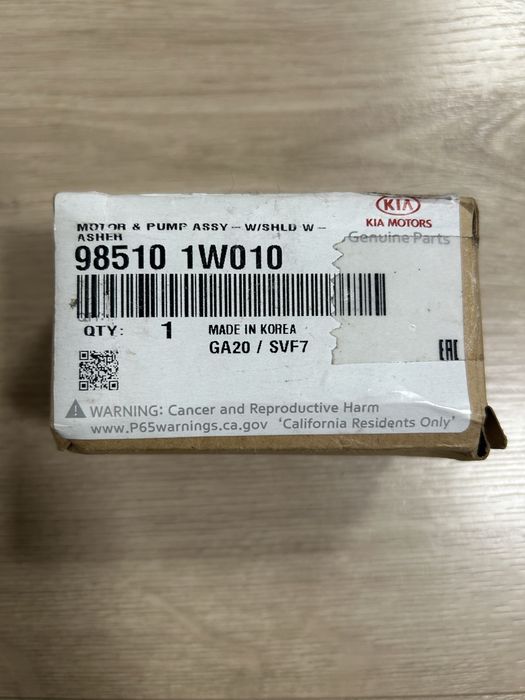 KIA
KIA MOTORS
Genuine Parts
MOTOR & PUMP ASSY - W/SHLD W -
ASHER
98510 1W010
QTY: 1
MADE IN KOREA
GA20 / SVF7
EAC
WARNING: Cancer and Reproductive Harm
www.P65warnings.ca.gov 'California Residents Only'